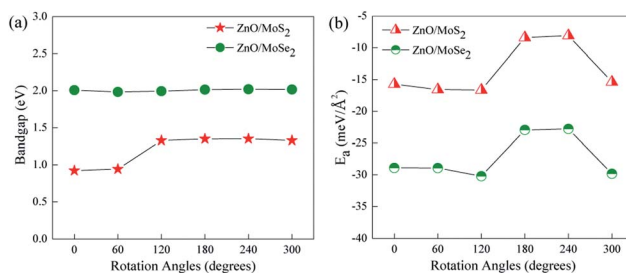 (a)
ZnO/MoS2
ZnO/MoSe2
3.0
2.5
2.0
1.5
1.0
0.5
0.0
Bandgap (eV)
0 60 120 180 240 300
Rotation Angles (degrees)
(b)
ZnO/MoS2
ZnO/MoSe2
-5
-10
-15
-20
-25
-30
-35
-40
Ea (meV/Å2)
0 60 120 180 240 300
Rotation Angles (degrees)